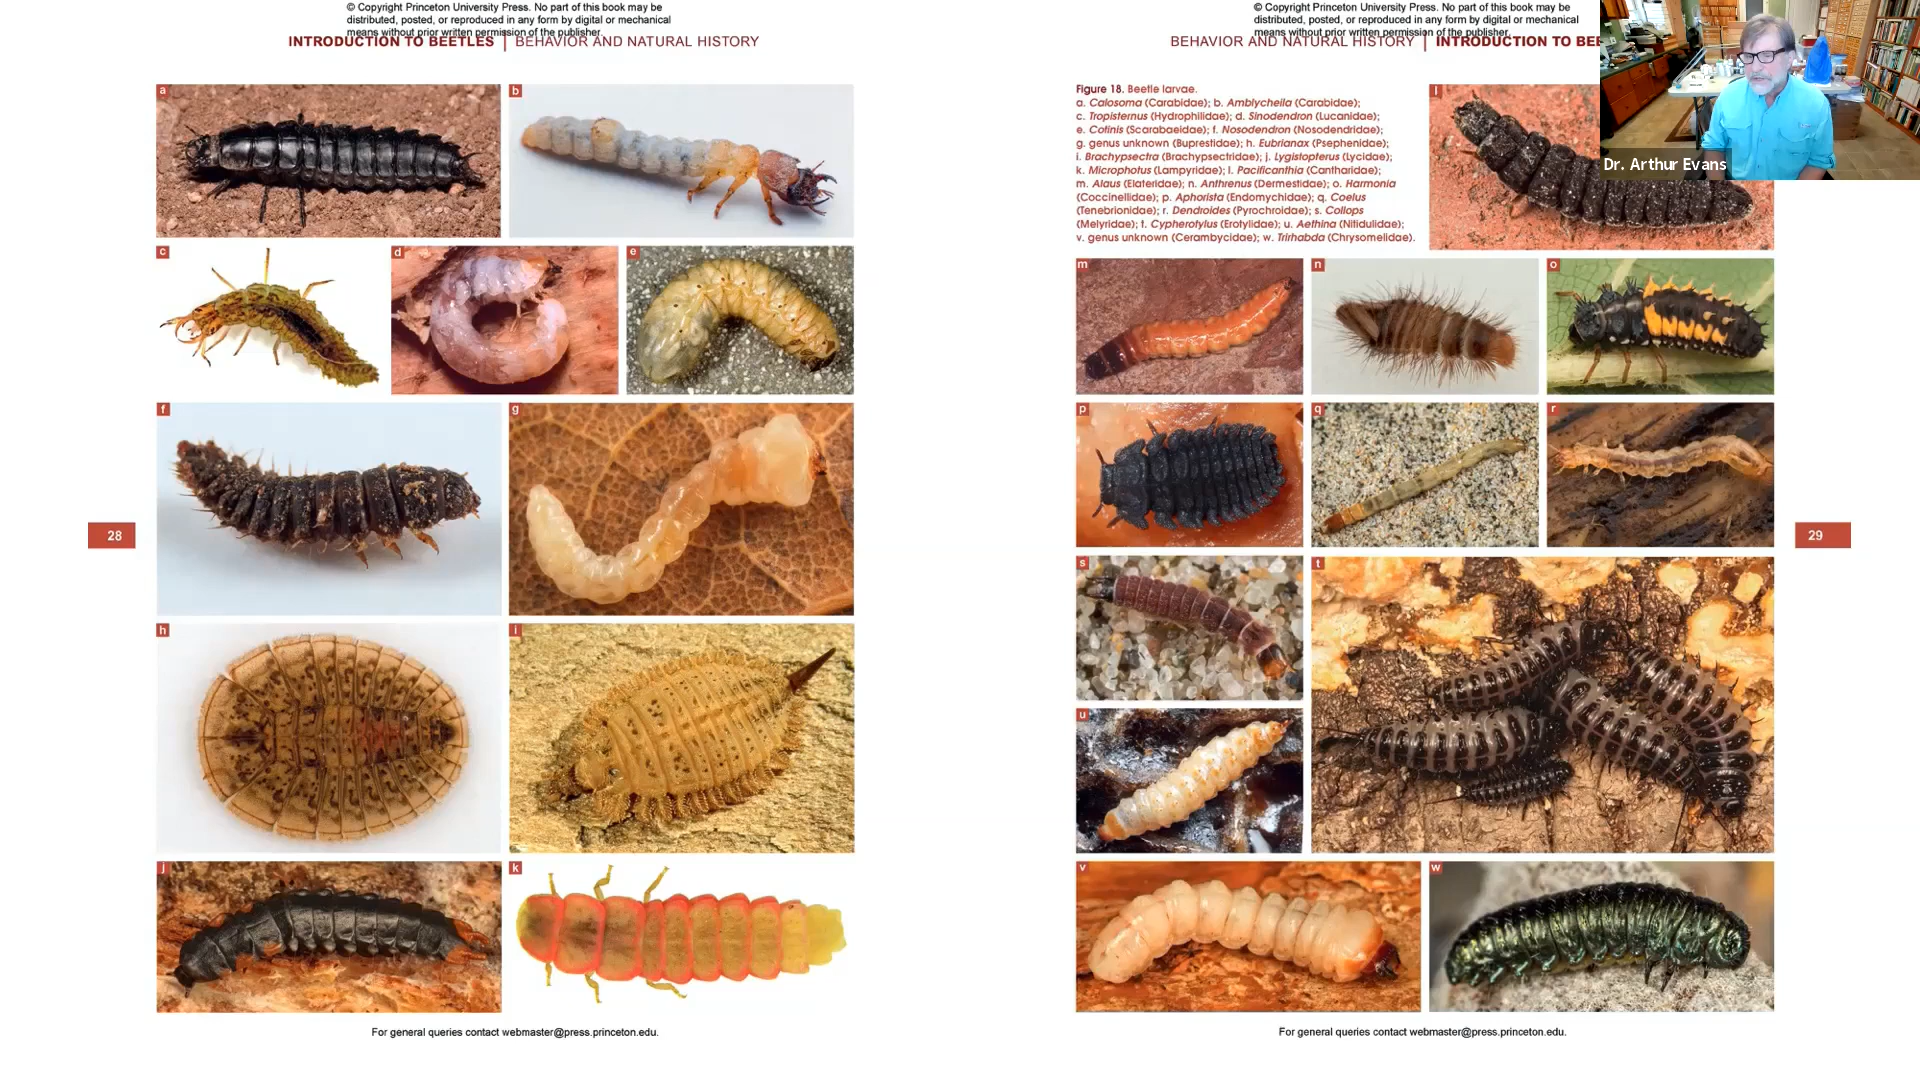 © Copyright Princeton University Press. No part of this book may be
distributed, posted, or reproduced in any form by digital or mechanical
means without prior written permission of the publisher.
INTRODUCTION TO BEETLES | BEHAVIOR AND NATURAL HISTORY
a
b
c
d
e
f
g
28
h
i
j
k
For general queries contact webmaster@press.princeton.edu.
© Copyright Princeton University Press. No part of this book may be
distributed, posted, or reproduced in any form by digital or mechanical
means without prior written permission of the publisher.
BEHAVIOR AND NATURAL HISTORY | INTRODUCTION TO BEE
Figure 18. Beetle larvae.
a. Calosoma (Carabidae); b. Amblycheila (Carabidae);
c. Tropisternus (Hydrophilidae); d. Sinodendron (Lucanidae);
e. Cotinis (Scarabaeidae); f. Nosodendron (Nosodendridae);
g. genus unknown (Buprestidae); h. Eubrianax (Psephenidae);
i. Brachypsectra (Brachypsectridae); j. Lygistopterus (Lycidae);
k. Microphotus (Lampyridae); l. Pacificanthia (Cantharidae);
m. Alaus (Elateridae); n. Anthrenus (Dermestidae); o. Harmonia
(Coccinellidae); p. Aphorista (Endomychidae); q. Coelus
(Tenebrionidae); r. Dendroides (Pyrochroidae); s. Collops
(Melyridae); t. Cypherotylus (Erotylidae); u. Aethina (Nitidulidae);
v. genus unknown (Cerambycidae); w. Trirhabda (Chrysomelidae).
l
Dr. Arthur Evans
m
n
o
p
q
r
29
s
t
u
v
w
For general queries contact webmaster@press.princeton.edu.